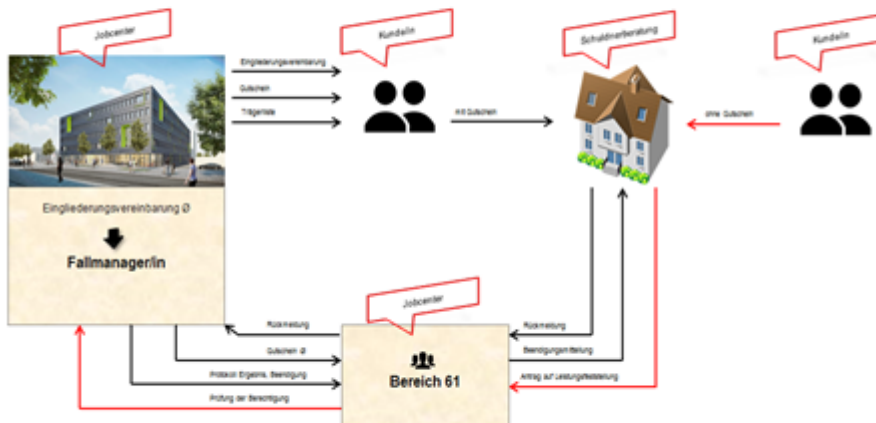 Jobcenter
KundeIn
Schuldnerberatung
KundeIn
Eingliederungsvereinbarung
Gutschein
Trägerliste
mit Gutschein
ohne Gutschein
Eingliederungsvereinbarung Ø
Fallmanager/in
Jobcenter
Rückmeldung
Rückmeldung
Gutschein Ø
Beendigungsmitteilung
Bereich 61
Protokoll Ergebnis, Beendigung
Antrag auf Leistungsfeststellung
Prüfung der Berechtigung